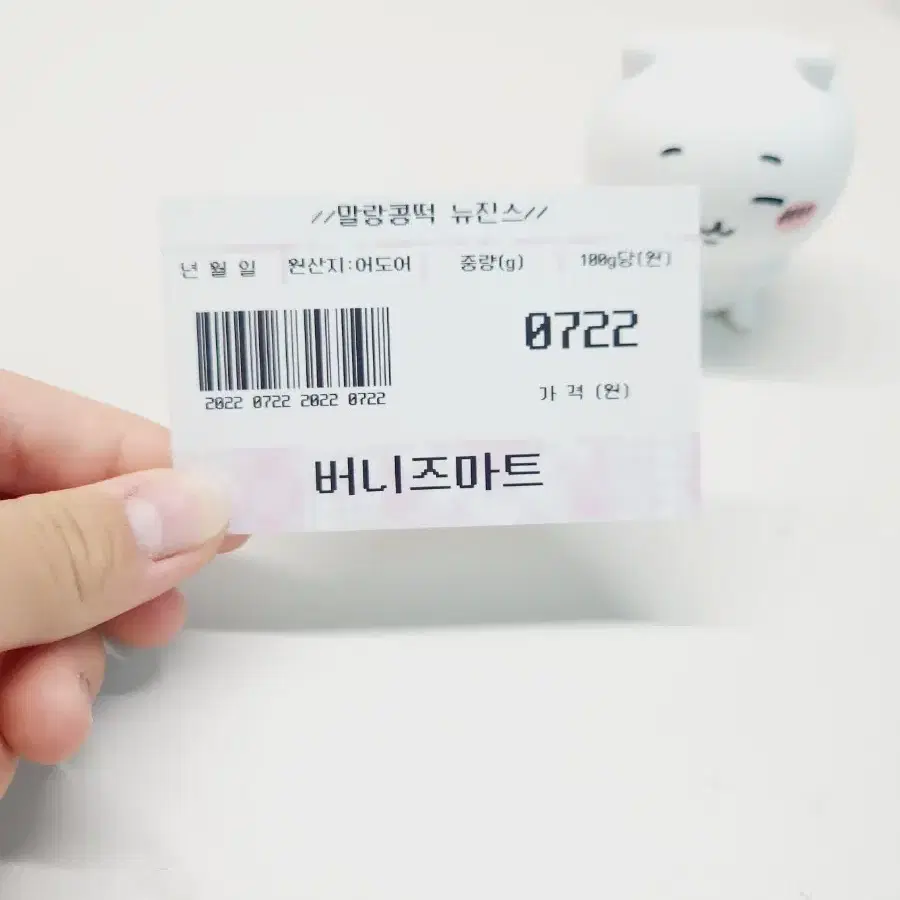 //말랑콩떡 뉴진스//
년 월 일 원산지:어도어 중량(g) 100g당(원)
0722
2022 0722 2022 0722 가 격 (원)
버니즈마트